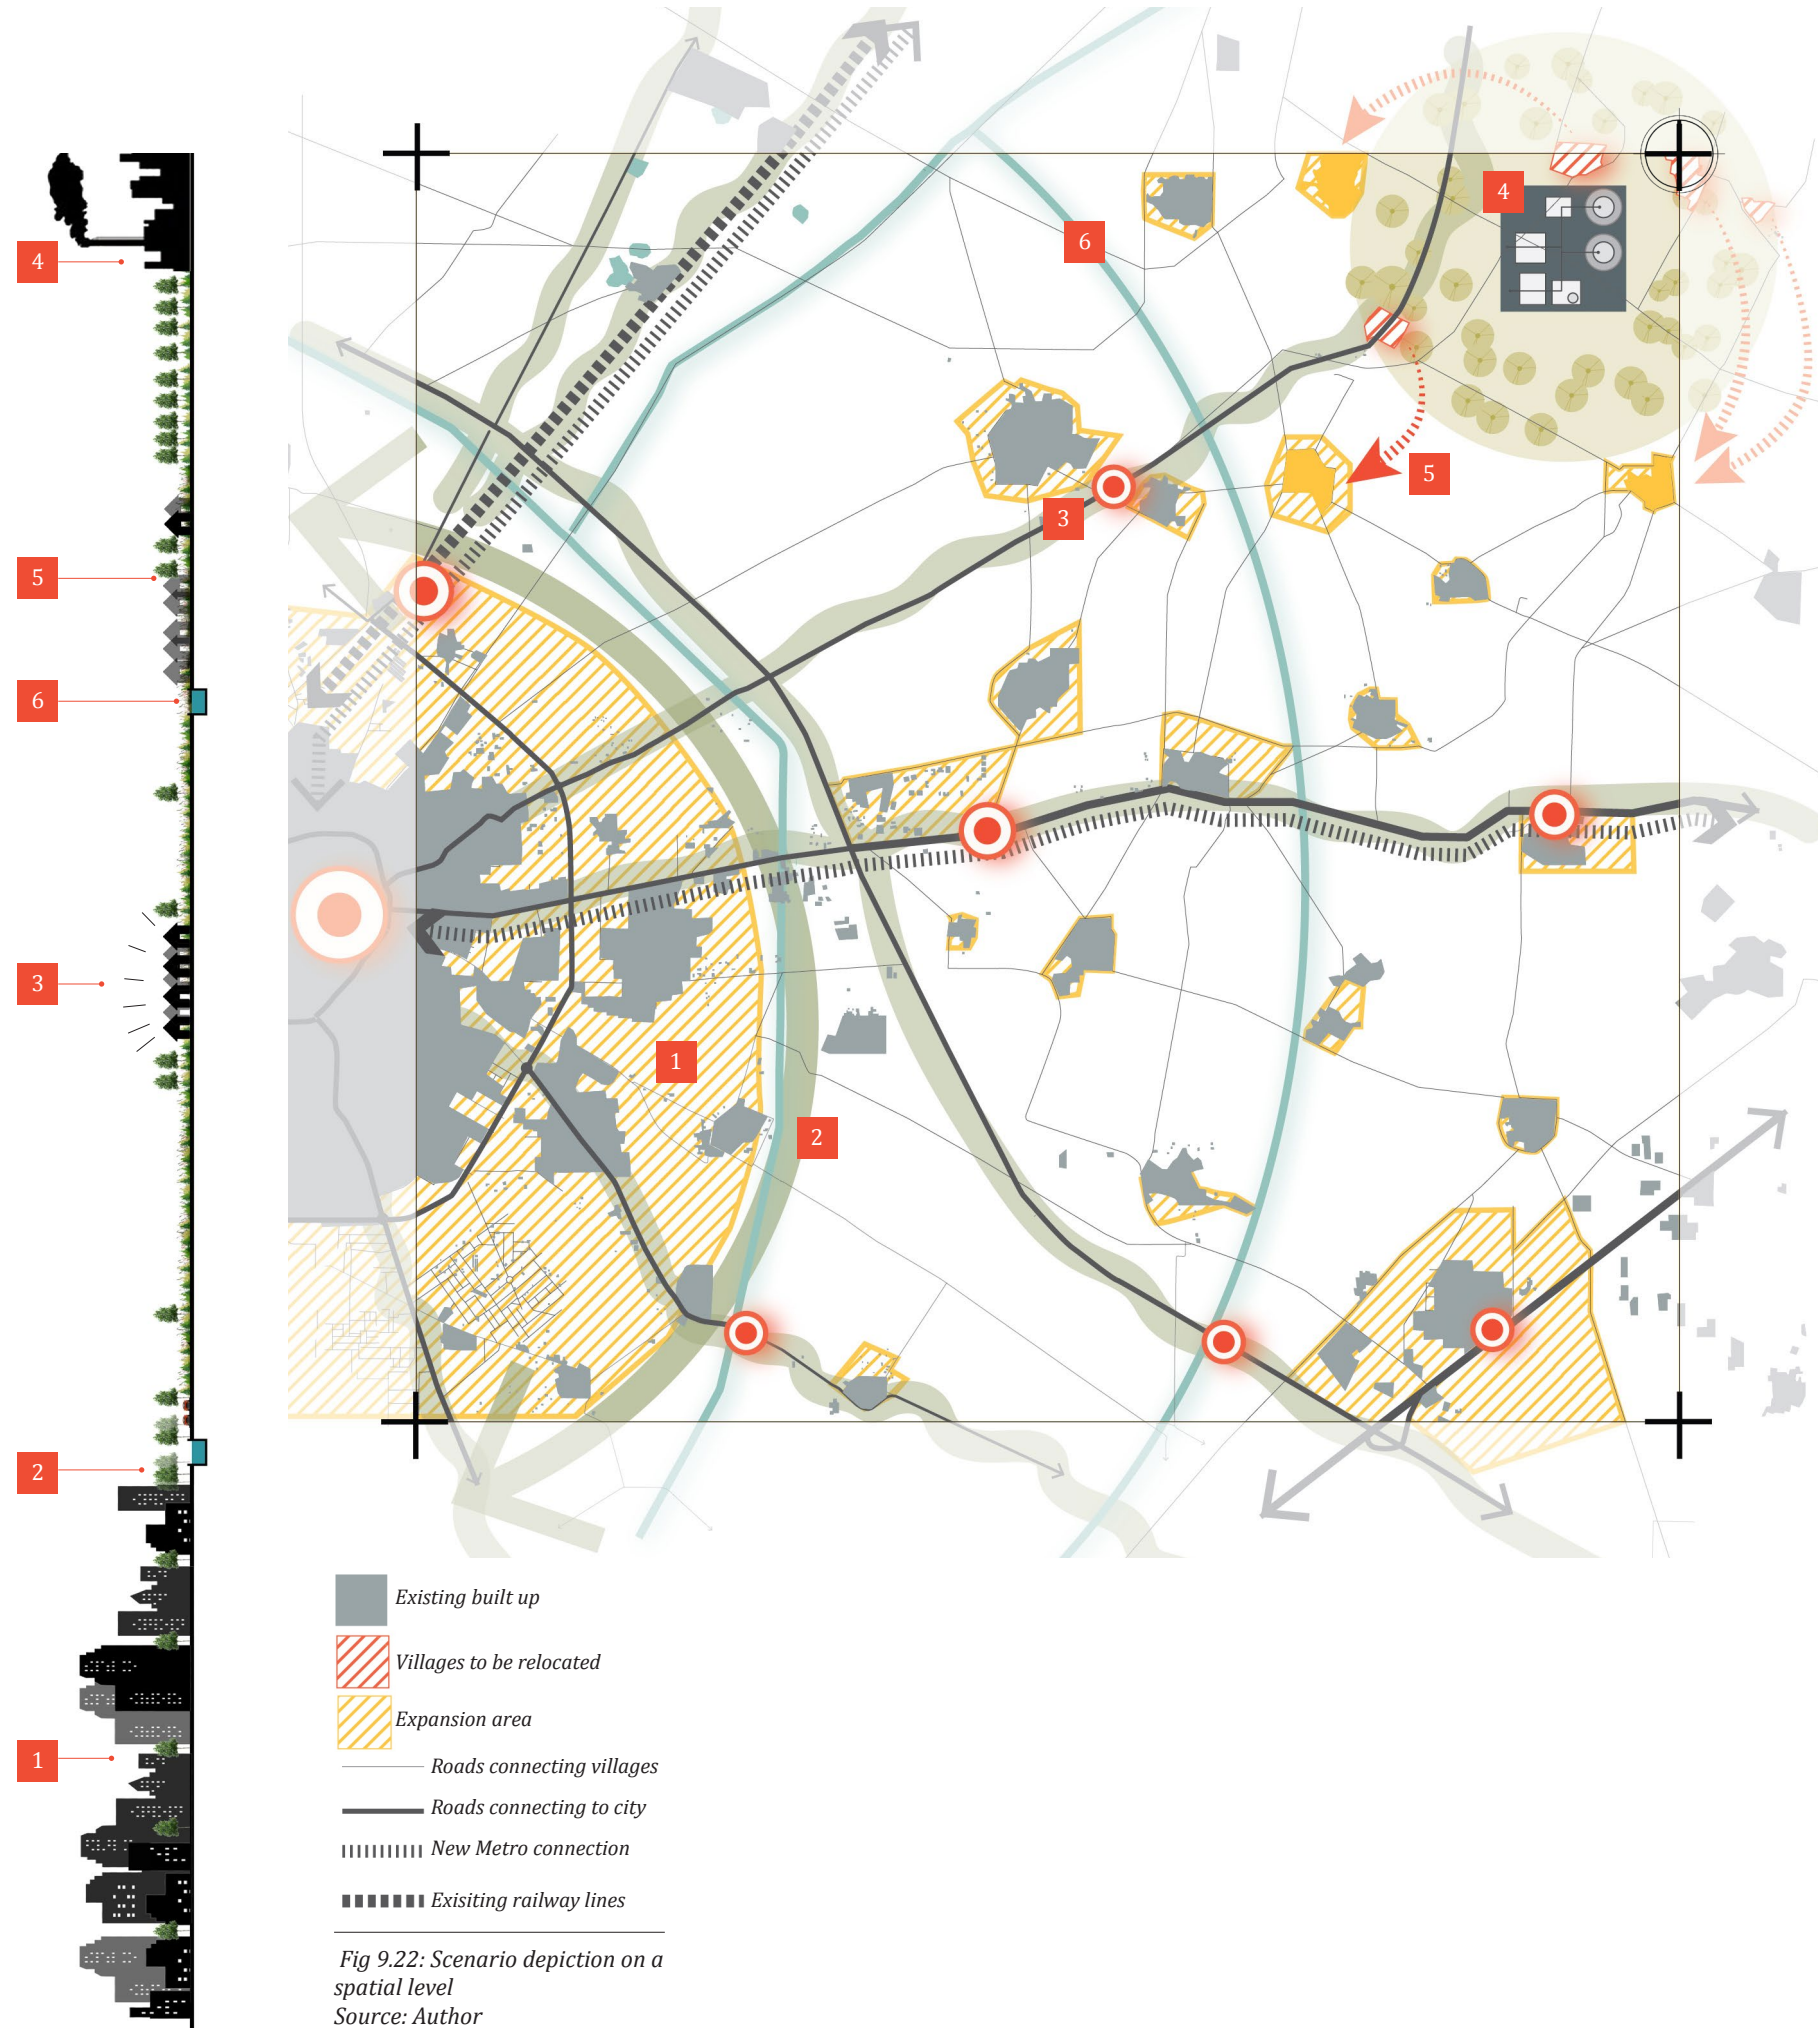 4
5
6
3
2
1
4
6
5
3
1
2
Existing built up
Villages to be relocated
Expansion area
Roads connecting villages
Roads connecting to city
New Metro connection
Exisiting railway lines
Fig 9.22: Scenario depiction on a
spatial level
Source: Author